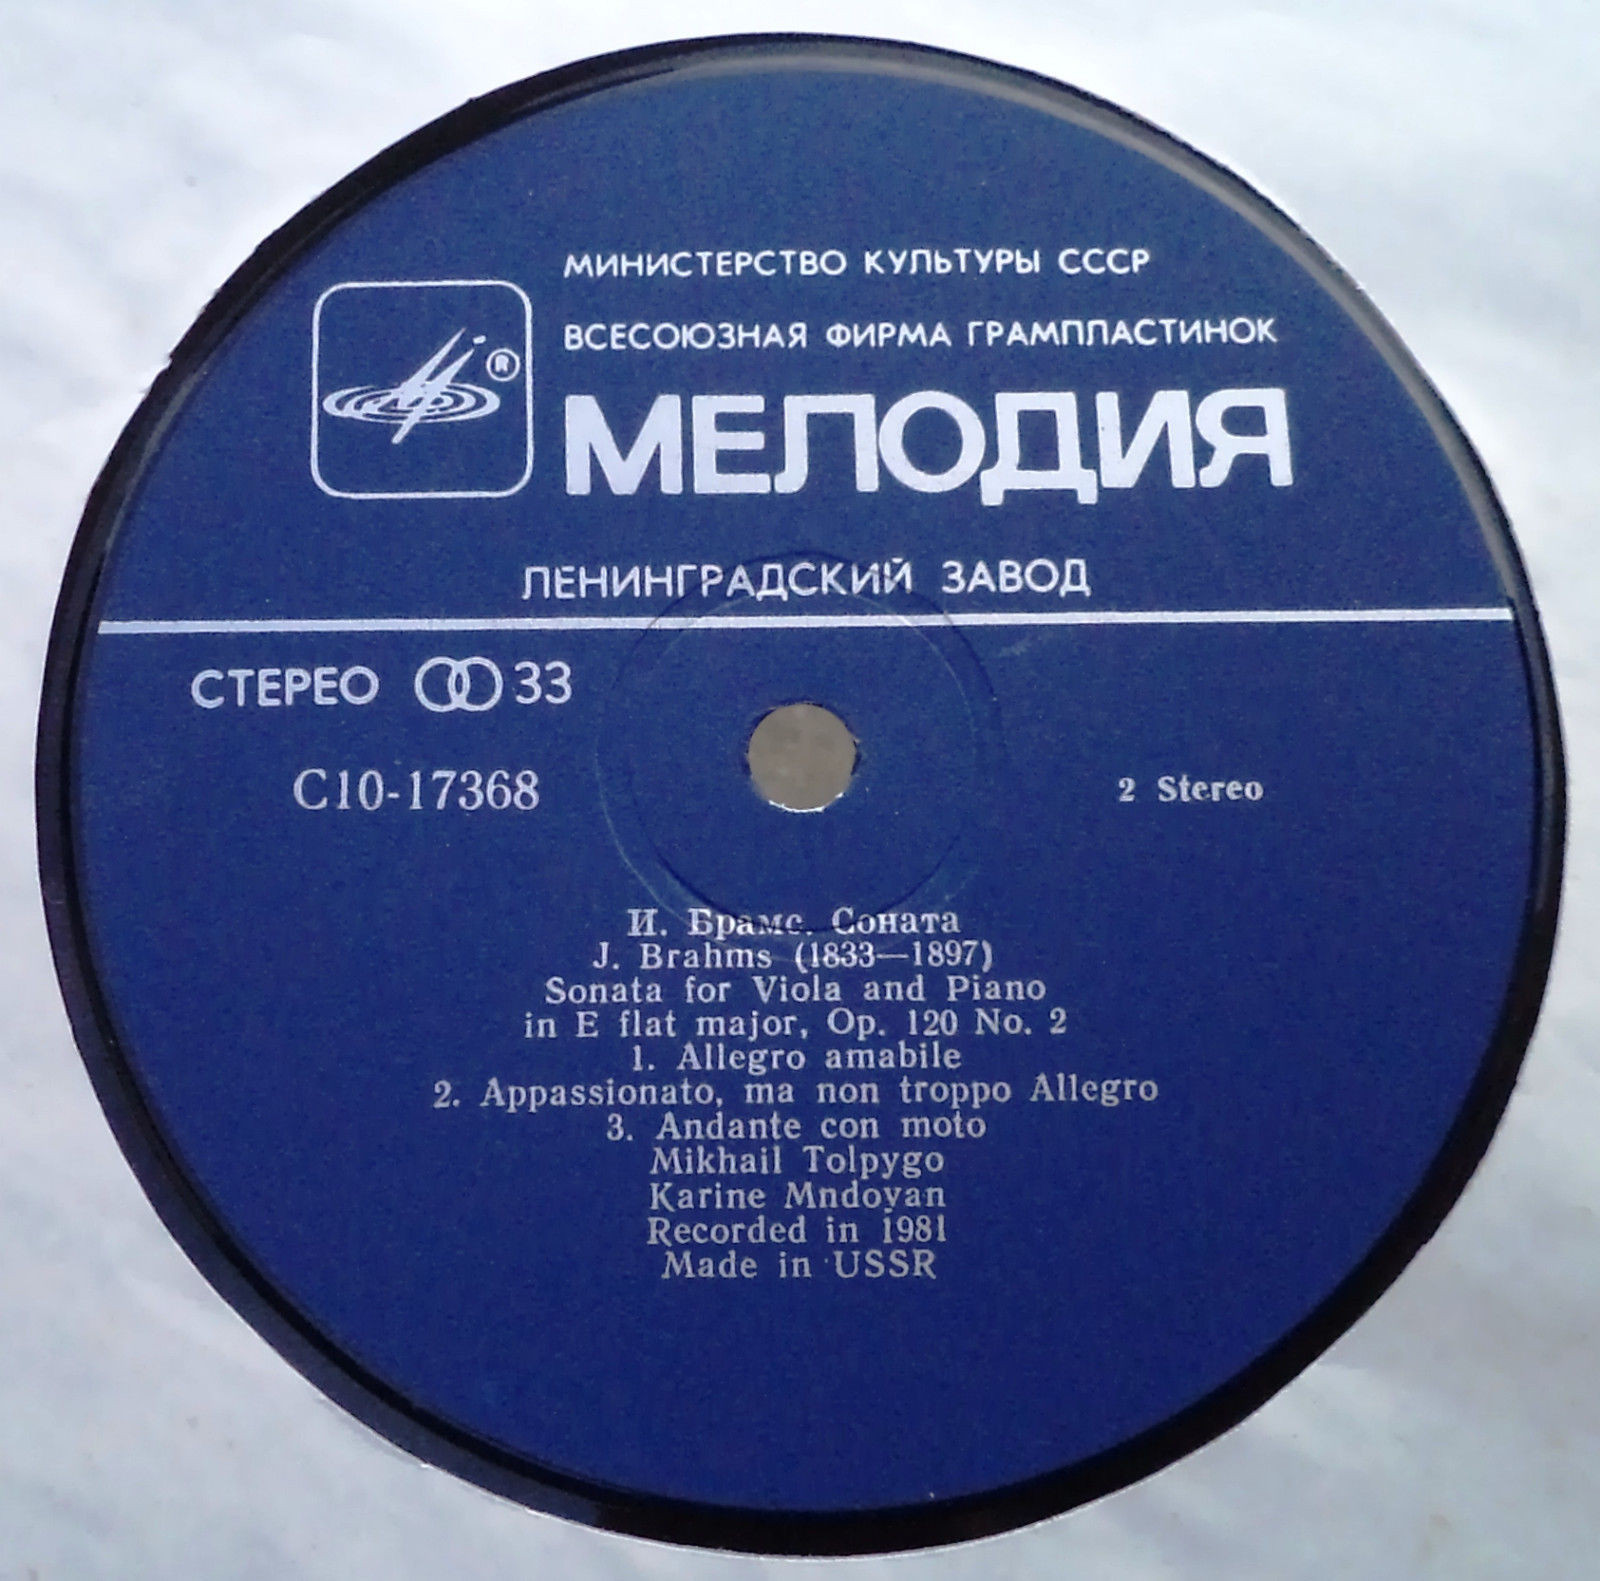 МИНИСТЕРСТВО КУЛЬТУРЫ СССР
ВСЕСОЮЗНАЯ ФИРМА ГРАМПЛАСТИНОК
®
МЕЛОДИЯ
ЛЕНИНГРАДСКИЙ ЗАВОД
СТЕРЕО 33
С10-17368
2 Stereo
И. Брамс. Соната
J. Brahms (1833—1897)
Sonata for Viola and Piano
in E flat major, Op. 120 No. 2
1. Allegro amabile
2. Appassionato, ma non troppo Allegro
3. Andante con moto
Mikhail Tolpygo
Karine Mndoyan
Recorded in 1981
Made in USSR